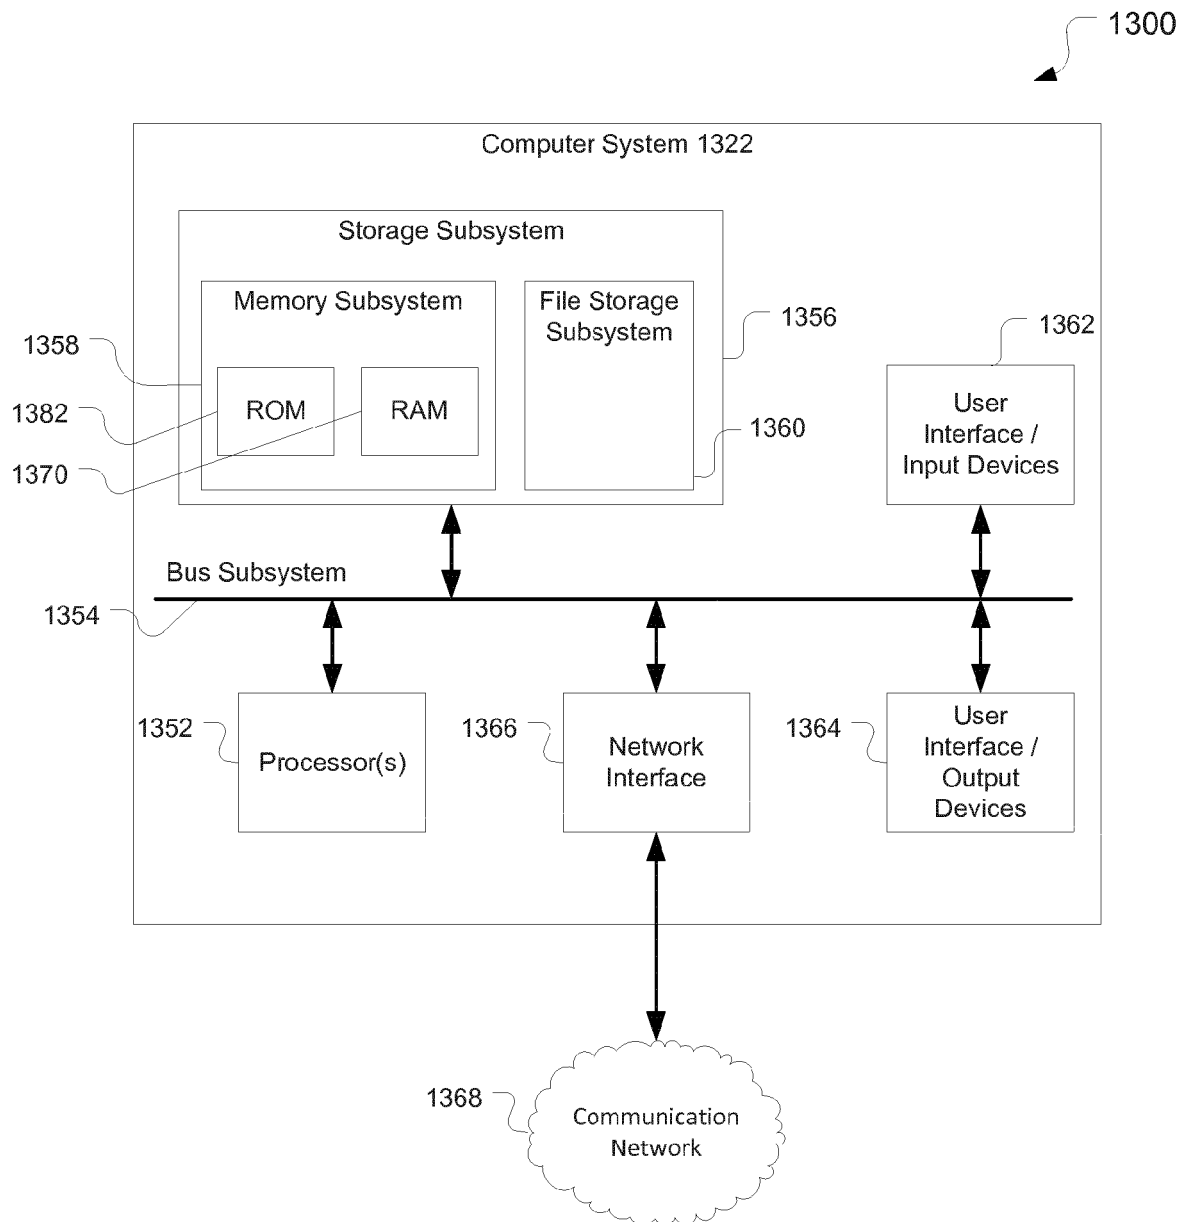 1300
Computer System 1322
Storage Subsystem
Memory Subsystem
File Storage
Subsystem
1356
1362
1358
1382
ROM
RAM
1360
1370
User
Interface /
Input Devices
Bus Subsystem
1354
1352
Processor(s)
1366
Network
Interface
1364
User
Interface /
Output
Devices
1368
Communication
Network